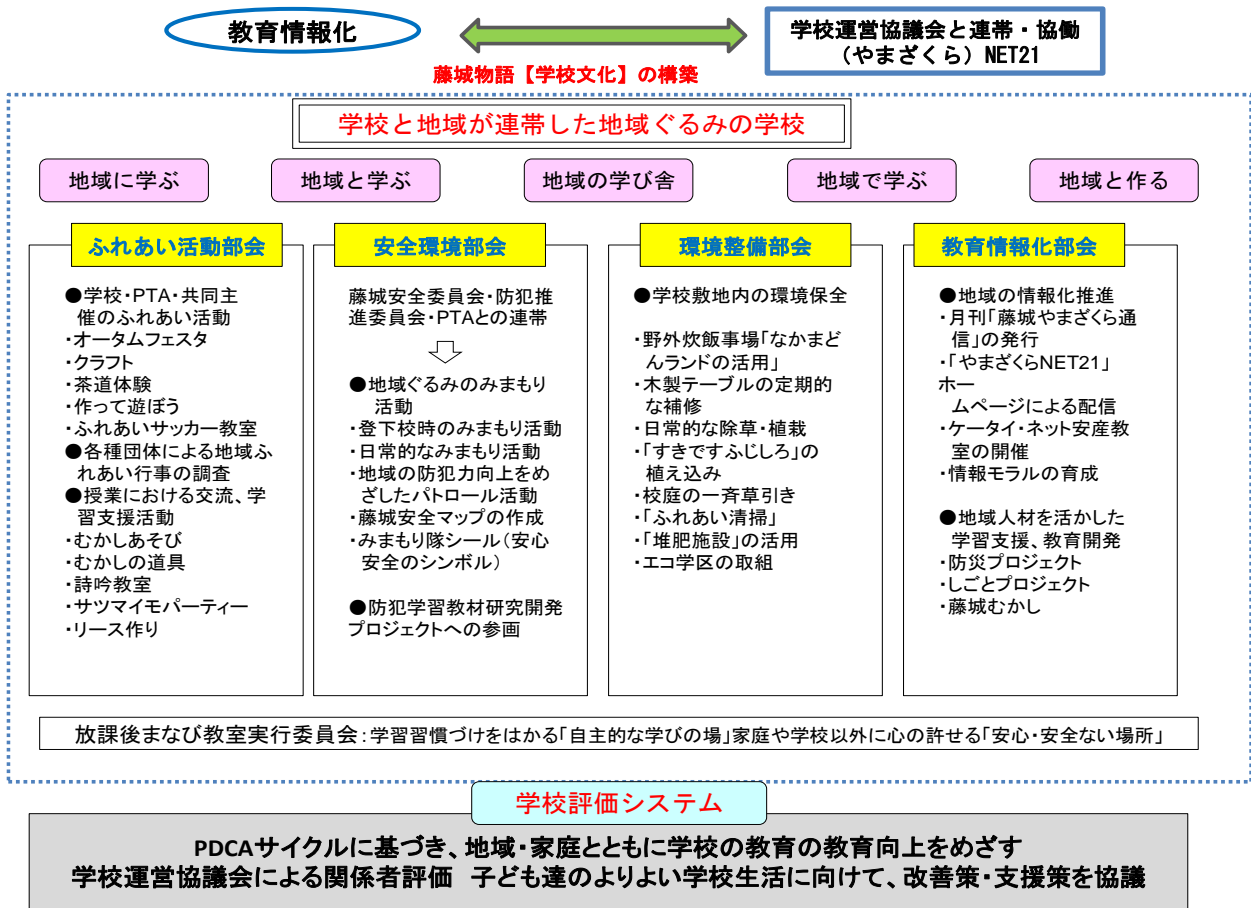 教育情報化
学校運営協議会と連帯・協働
（やまざくら）NET21
藤城物語【学校文化】の構築
学校と地域が連帯した地域ぐるみの学校
地域に学ぶ
地域と学ぶ
地域の学び舎
地域で学ぶ
地域と作る
ふれあい活動部会
●学校・PTA・共同主
催のふれあい活動
・オータムフェスタ
・クラフト
・茶道体験
・作って遊ぼう
・ふれあいサッカー教室
●各種団体による地域ふ
れあい行事の調査
●授業における交流、学
習支援活動
・むかしあそび
・むかしの道具
・詩吟教室
・サツマイモパーティー
・リース作り
安全環境部会
藤城安全委員会・防犯推
進委員会・PTAとの連帯
●地域ぐるみのみまもり
活動
・登下校時のみまもり活動
・日常的なみまもり活動
・地域の防犯力向上をめ
ざしたパトロール活動
・藤城安全マップの作成
・みまもり隊シール（安心
安全のシンボル）
●防犯学習教材研究開発
プロジェクトへの参画
環境整備部会
●学校敷地内の環境保全
・野外炊飯事場「なかまど
んランドの活用」
・木製テーブルの定期的
な補修
・日常的な除草・植栽
・「すきですふじしろ」の
植え込み
・校庭の一斉草引き
・「ふれあい清掃」
・「堆肥施設」の活用
・エコ学区の取組
教育情報化部会
●地域の情報化推進
・月刊「藤城やまざくら通
信」の発行
・「やまざくらNET21」
ホー
ムページによる配信
・ケータイ・ネット安産教
室の開催
・情報モラルの育成
●地域人材を活かした
学習支援、教育開発
・防災プロジェクト
・しごとプロジェクト
・藤城むかし
放課後まなび教室実行委員会：学習習慣づけをはかる「自主的な学びの場」家庭や学校以外に心の許せる「安心・安全ない場所」
学校評価システム
PDCAサイクルに基づき、地域・家庭とともに学校の教育の教育向上をめざす
学校運営協議会による関係者評価 子ども達のよりよい学校生活に向けて、改善策・支援策を協議